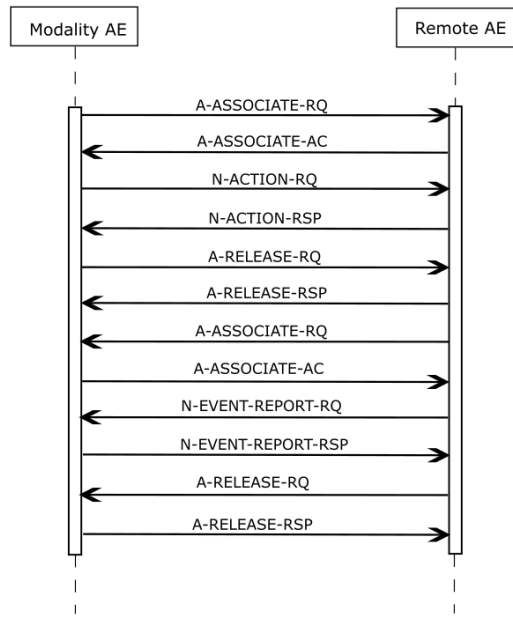 Modality AE
Remote AE
A-ASSOCIATE-RQ
A-ASSOCIATE-AC
N-ACTION-RQ
N-ACTION-RSP
A-RELEASE-RQ
A-RELEASE-RSP
A-ASSOCIATE-RQ
A-ASSOCIATE-AC
N-EVENT-REPORT-RQ
N-EVENT-REPORT-RSP
A-RELEASE-RQ
A-RELEASE-RSP